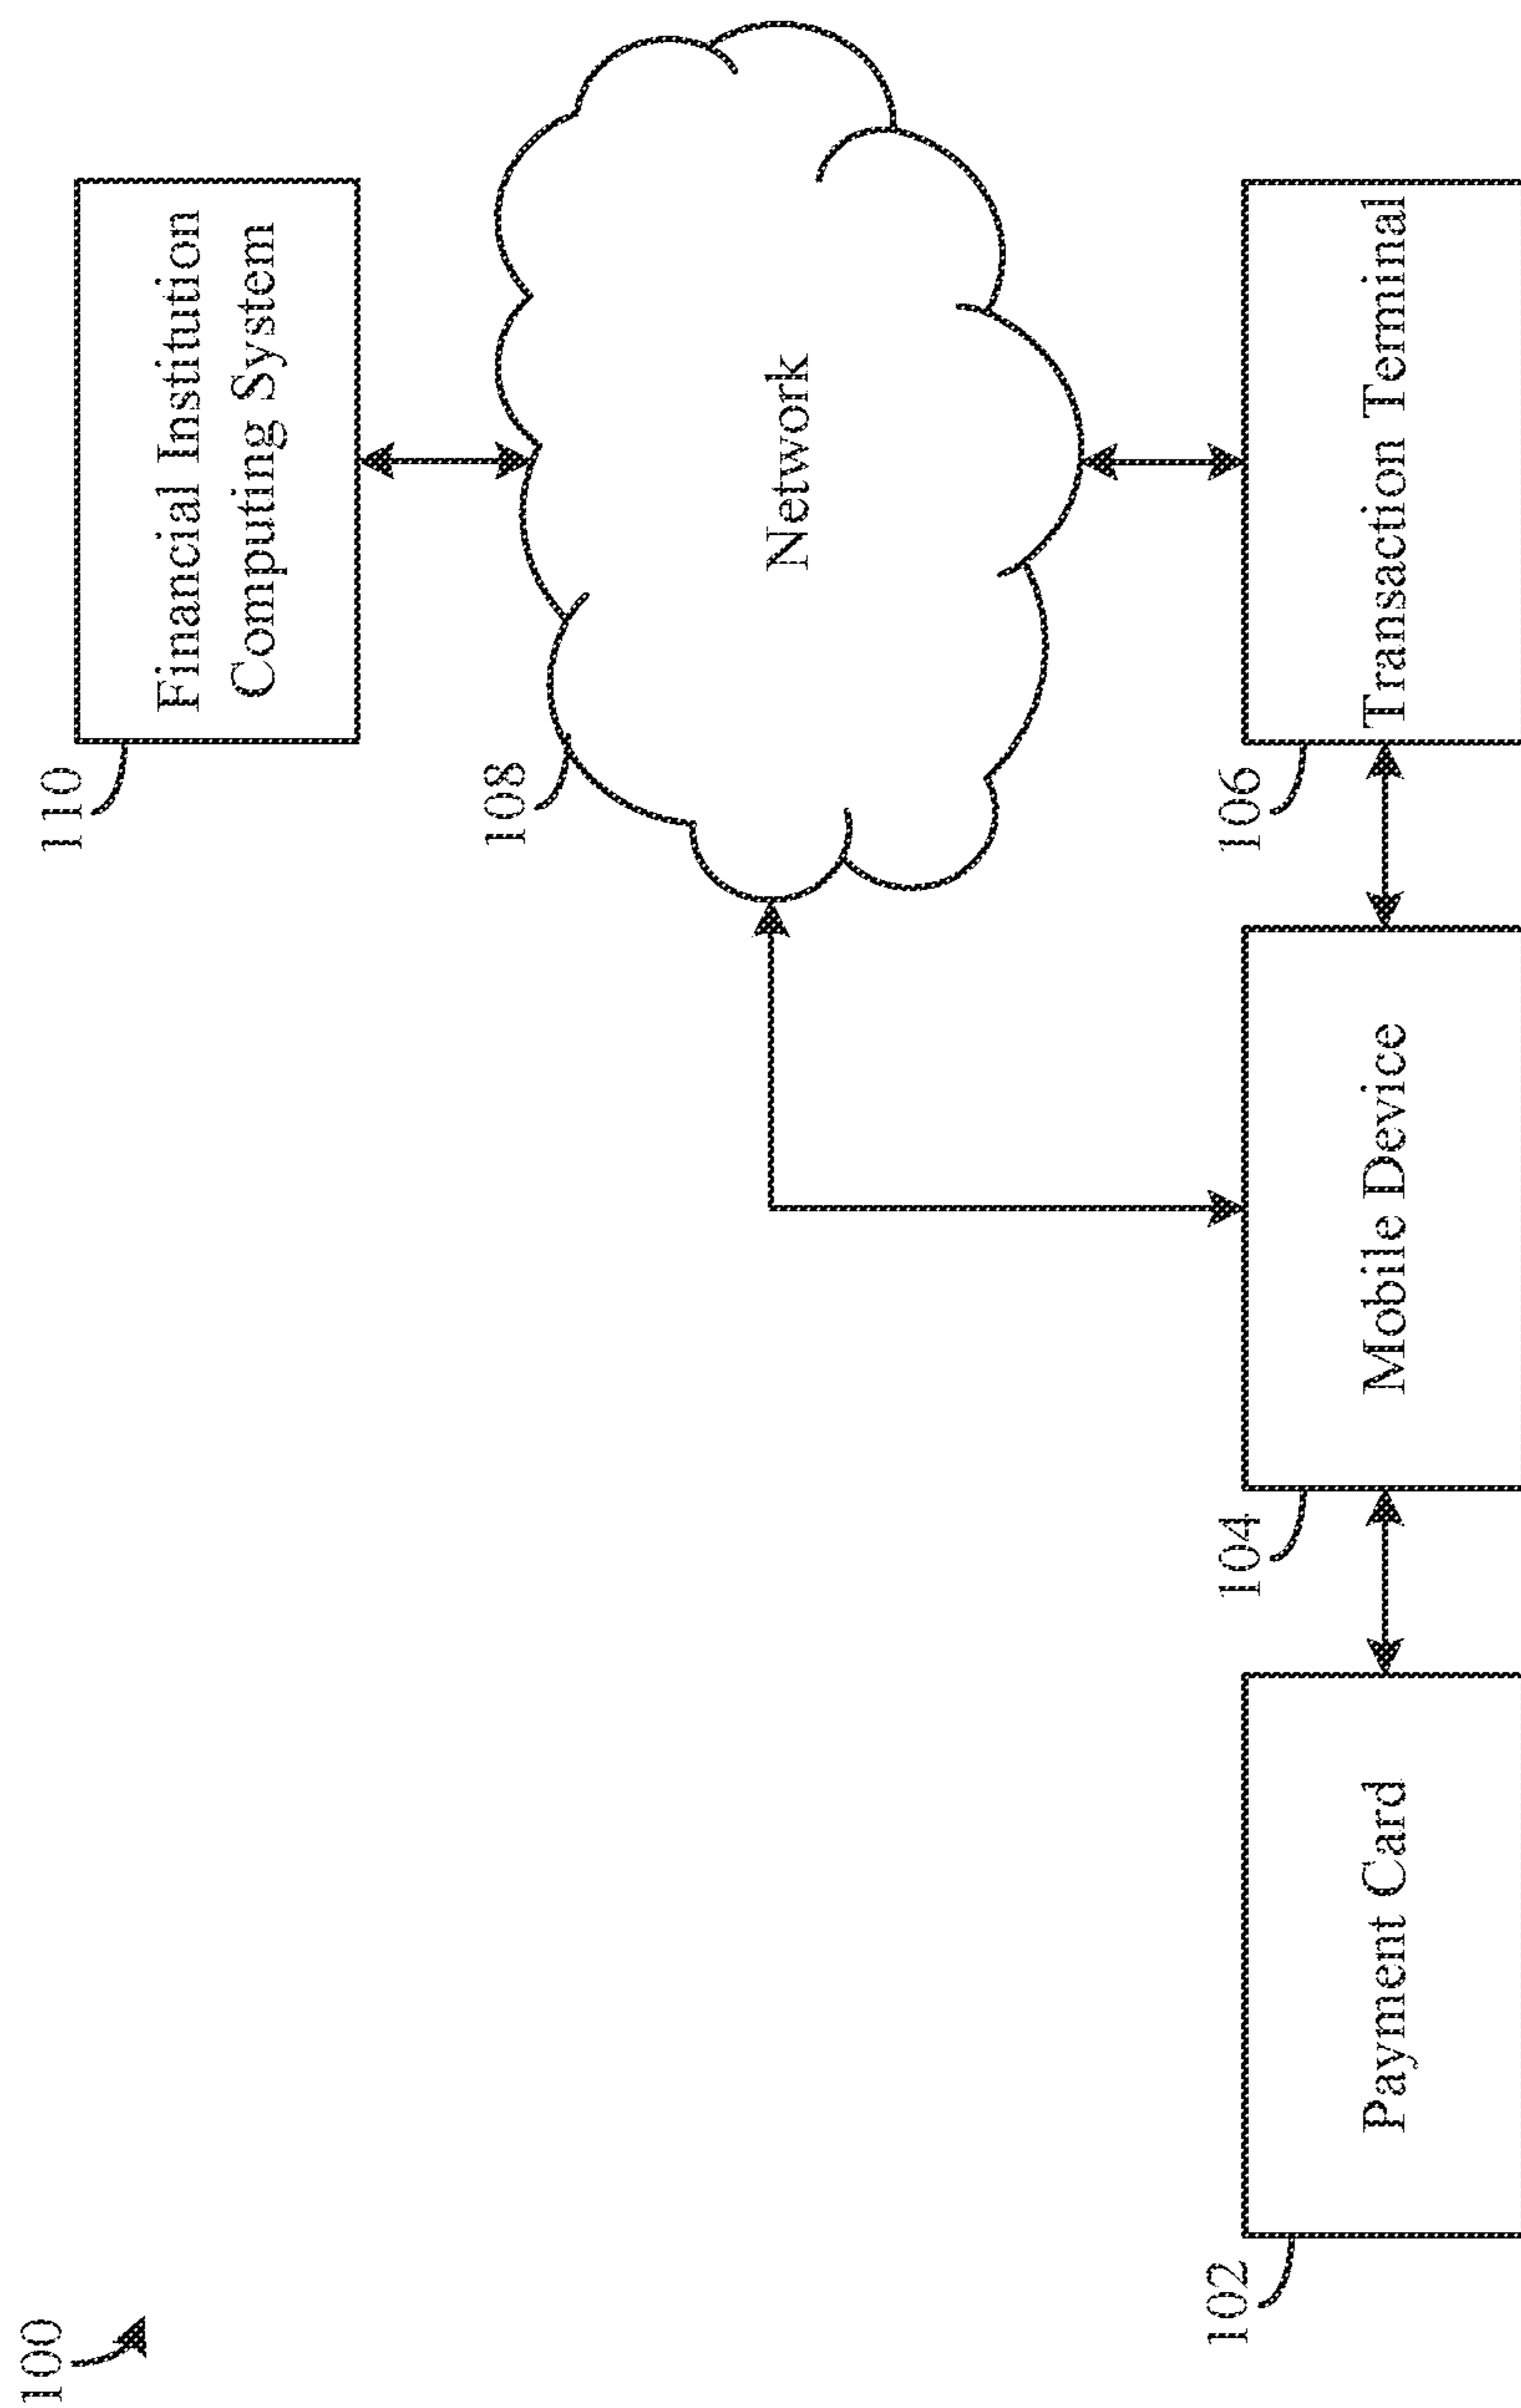 100
110
Financial Institution
Computing System
108
Network
102
Payment Card
104
Mobile Device
106
Transaction Terminal